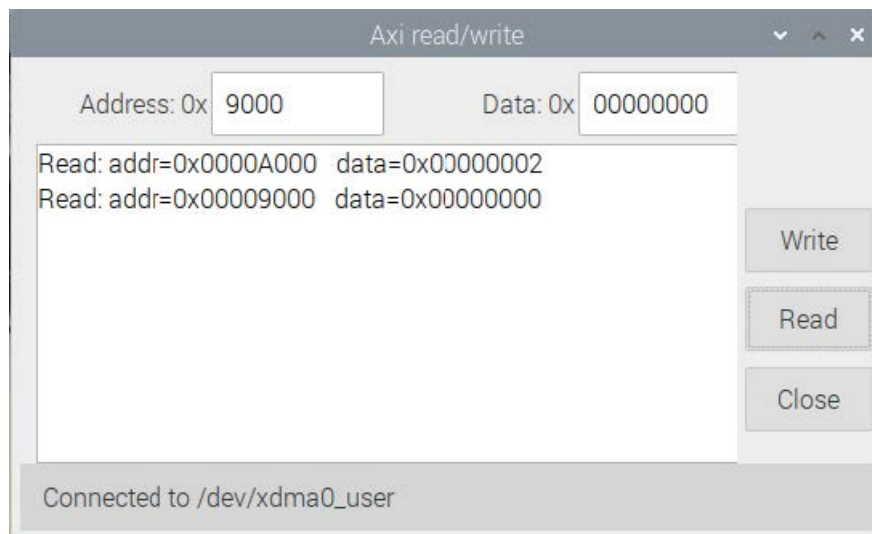 Axi read/write
Address: 0x 9000 Data: 0x 00000000
Read: addr=0x0000A000 data=0x00000002
Read: addr=0x00009000 data=0x00000000
Write
Read
Close
Connected to /dev/xdma0_user